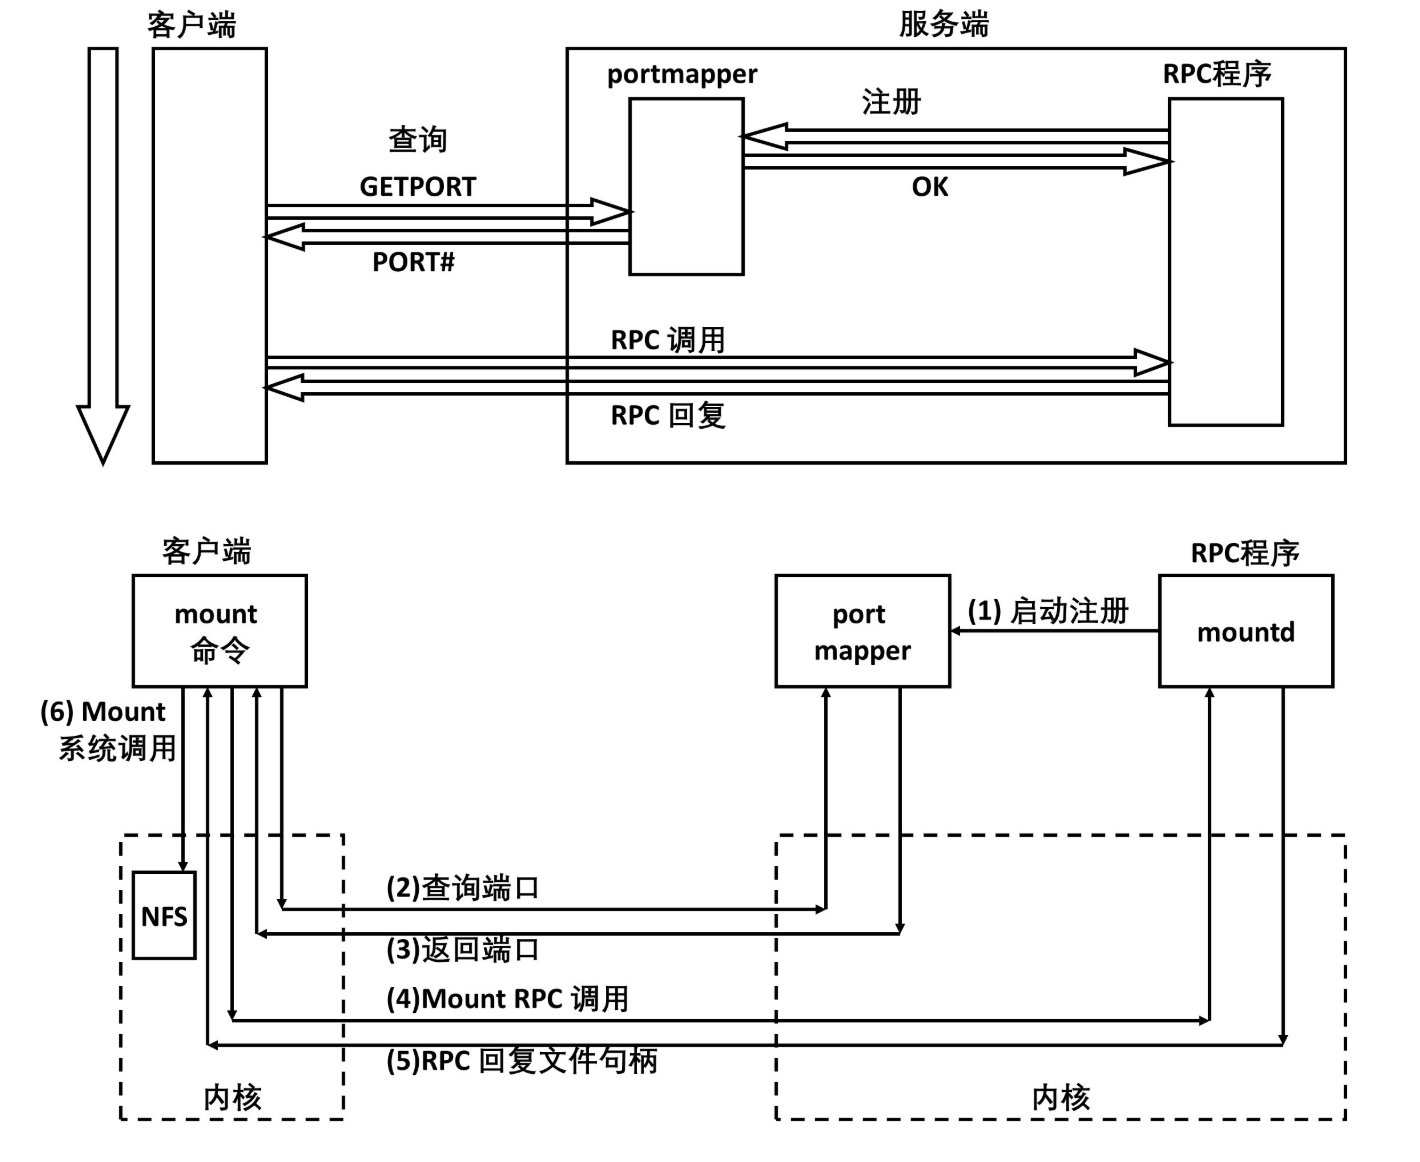 客户端
服务端
portmapper
RPC程序
注册
查询
GETPORT
OK
PORT#
RPC 调用
RPC 回复
客户端
RPC程序
mount
命令
port
mapper
(1) 启动注册
mountd
(6) Mount
系统调用
NFS
(2)查询端口
(3)返回端口
(4)Mount RPC 调用
(5)RPC 回复文件句柄
内核
内核